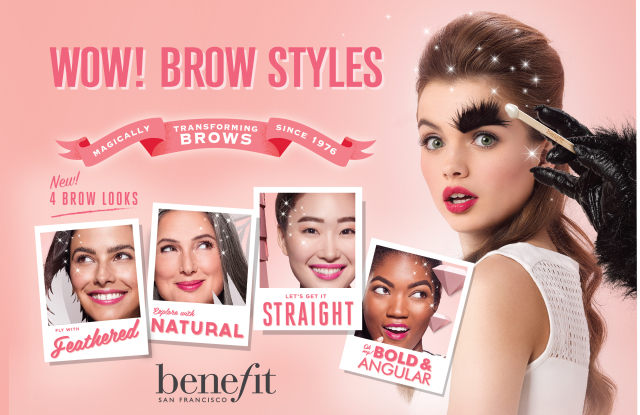 WOW! BROW STYLES
MAGICALLY TRANSFORMING BROWS SINCE 1976
New!
4 BROW LOOKS
FLY WITH
Feathered
Explore with
NATURAL
LET'S GET IT
STRAIGHT
Oh my! BOLD &
ANGULAR
benefit
SAN FRANCISCO